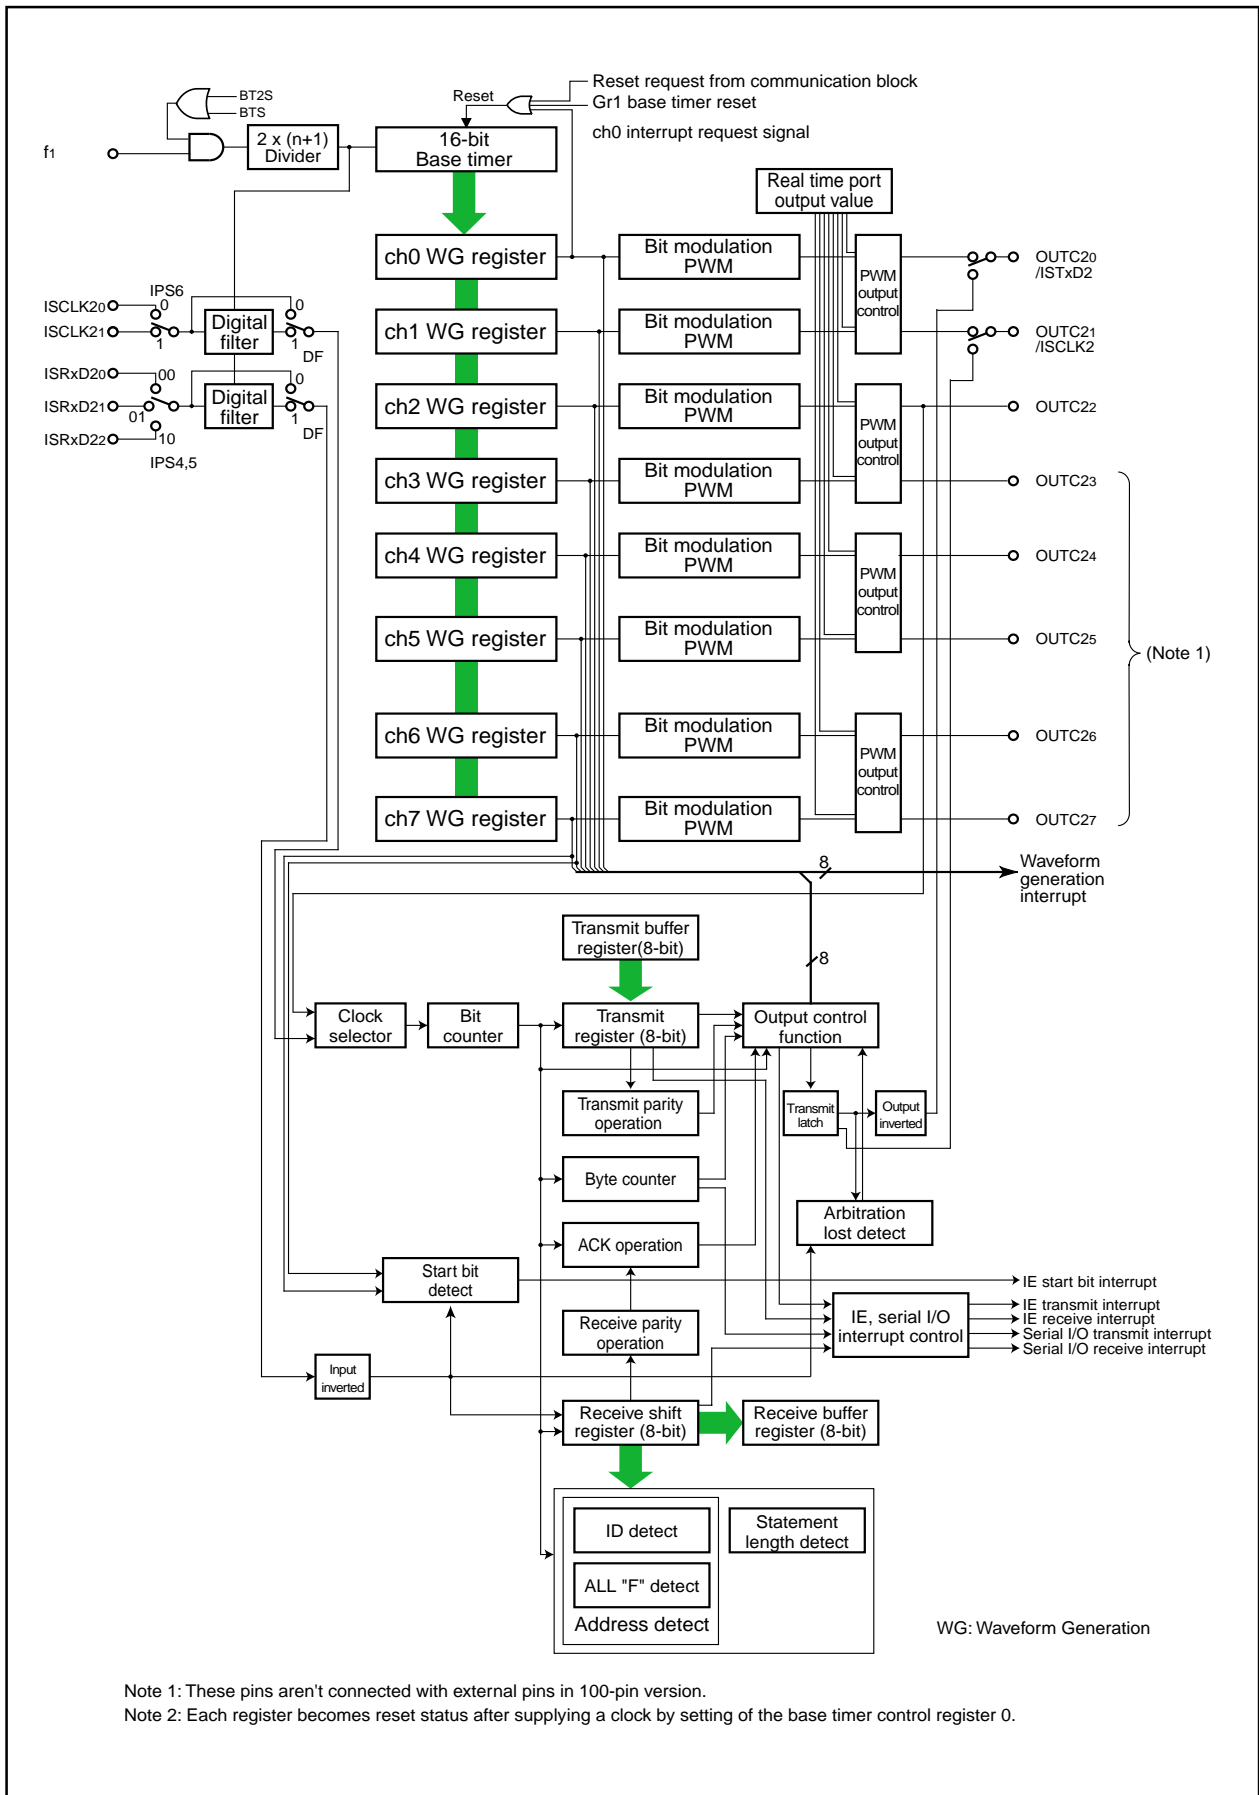 Reset request from communication block
BT2S
Reset
Gr1 base timer reset
BTS
ch0 interrupt request signal
f1
2 x (n+1)
Divider
16-bit
Base timer
Real time port
output value
ch0 WG register
Bit modulation
PWM
PWM
output
control
OUTC20
/ISTxD2
IPS6
ISCLK20
0
0
ISCLK21
1
Digital
filter
1
DF
ch1 WG register
Bit modulation
PWM
OUTC21
/ISCLK2
ISRxD20
00
0
ISRxD21
01
Digital
filter
1
DF
ISRxD22
10
IPS4,5
ch2 WG register
Bit modulation
PWM
PWM
output
control
OUTC22
ch3 WG register
Bit modulation
PWM
OUTC23
ch4 WG register
Bit modulation
PWM
PWM
output
control
OUTC24
ch5 WG register
Bit modulation
PWM
OUTC25
(Note 1)
ch6 WG register
Bit modulation
PWM
PWM
output
control
OUTC26
ch7 WG register
Bit modulation
PWM
OUTC27
8
Waveform
generation
interrupt
Transmit buffer
register(8-bit)
8
Clock
selector
Bit
counter
Transmit
register (8-bit)
Output control
function
Transmit parity
operation
Transmit
latch
Output
inverted
Byte counter
Arbitration
lost detect
ACK operation
Start bit
detect
IE start bit interrupt
Receive parity
operation
IE, serial I/O
interrupt control
IE transmit interrupt
IE receive interrupt
Serial I/O transmit interrupt
Serial I/O receive interrupt
Input
inverted
Receive shift
register (8-bit)
Receive buffer
register (8-bit)
ID detect
Statement
length detect
ALL "F" detect
Address detect
WG: Waveform Generation
Note 1: These pins aren't connected with external pins in 100-pin version.
Note 2: Each register becomes reset status after supplying a clock by setting of the base timer control register 0.